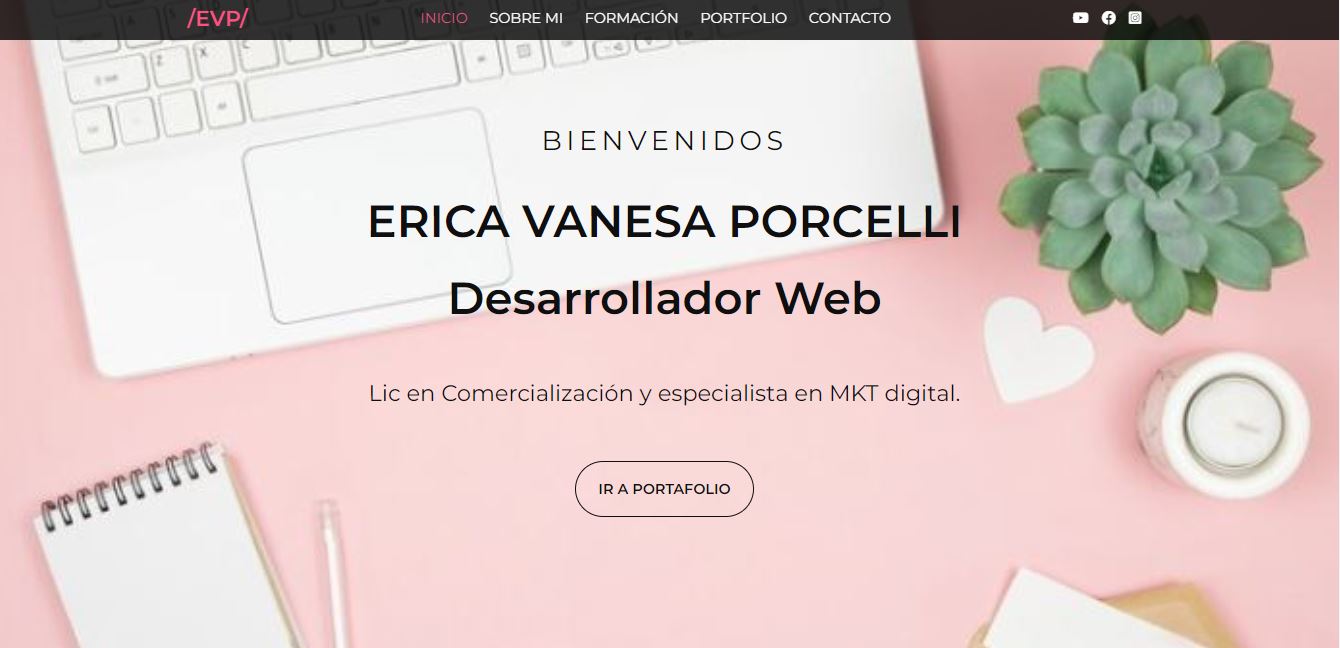 /EVP/
INICIO SOBRE MI FORMACIÓN PORTFOLIO CONTACTO
BIENVENIDOS
ERICA VANESA PORCELLI
Desarrollador Web
Lic en Comercialización y especialista en MKT digital.
IR A PORTAFOLIO